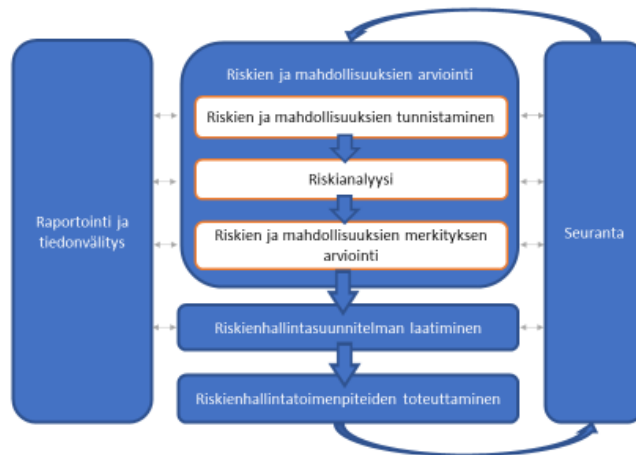 Riskien ja mahdollisuuksien arviointi
Riskien ja mahdollisuuksien tunnistaminen
Riskianalyysi
Riskien ja mahdollisuuksien merkityksen
arviointi
Raportointi ja
tiedonvälitys
Seuranta
Riskienhallintasuunnitelman laatiminen
Riskienhallintatoimenpiteiden toteuttaminen